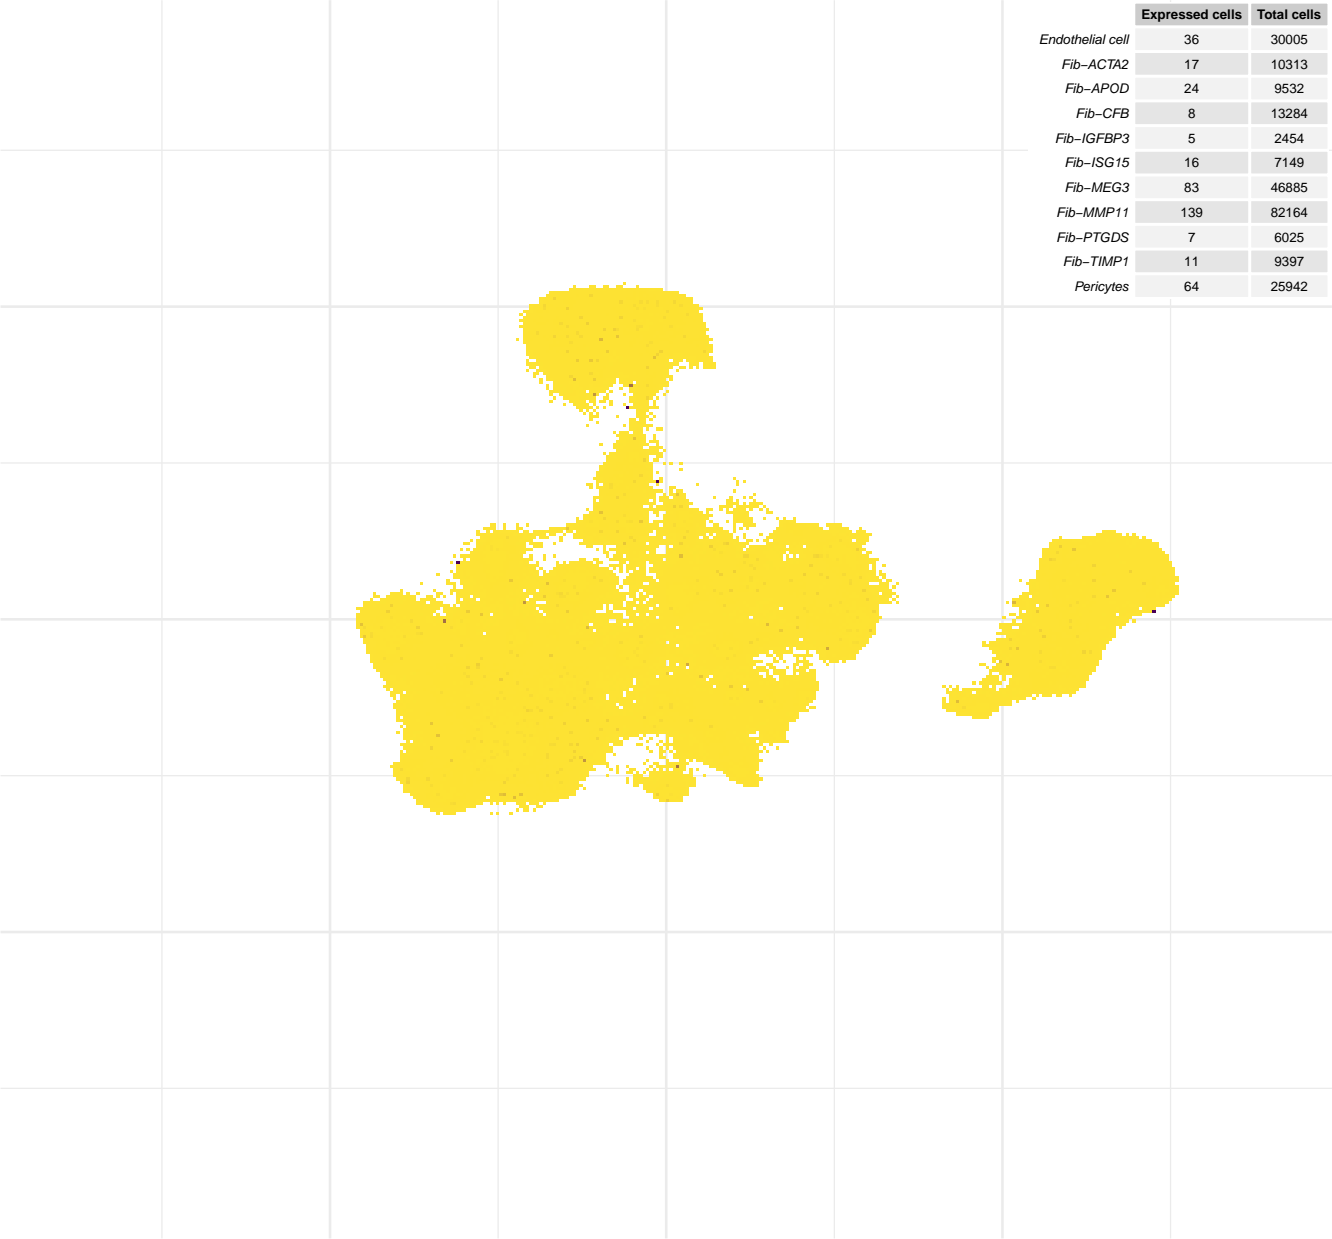 Expressed cells Total cells
Endothelial cell 36 30005
Fib−ACTA2 17 10313
Fib−APOD 24 9532
Fib−CFB 8 13284
Fib−IGFBP3 5 2454
Fib−ISG15 16 7149
Fib−MEG3 83 46885
Fib−MMP11 139 82164
Fib−PTGDS 7 6025
Fib−TIMP1 11 9397
Pericytes 64 25942